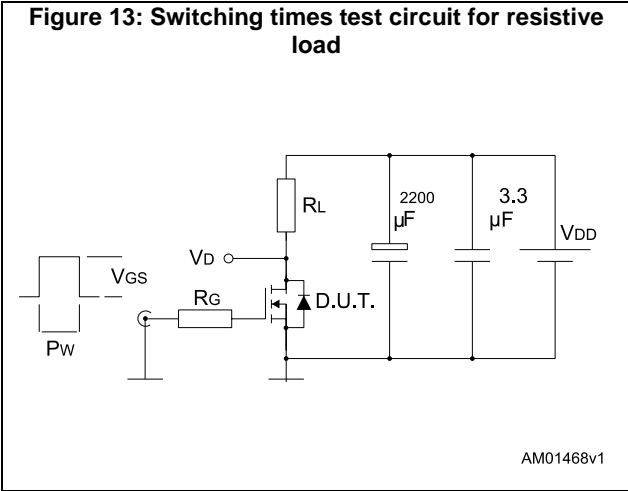 Figure 13: Switching times test circuit for resistive
load
2200
μF
3.3
μF
RL
VDD
VD
VGS
RG
D.U.T.
PW
AM01468v1